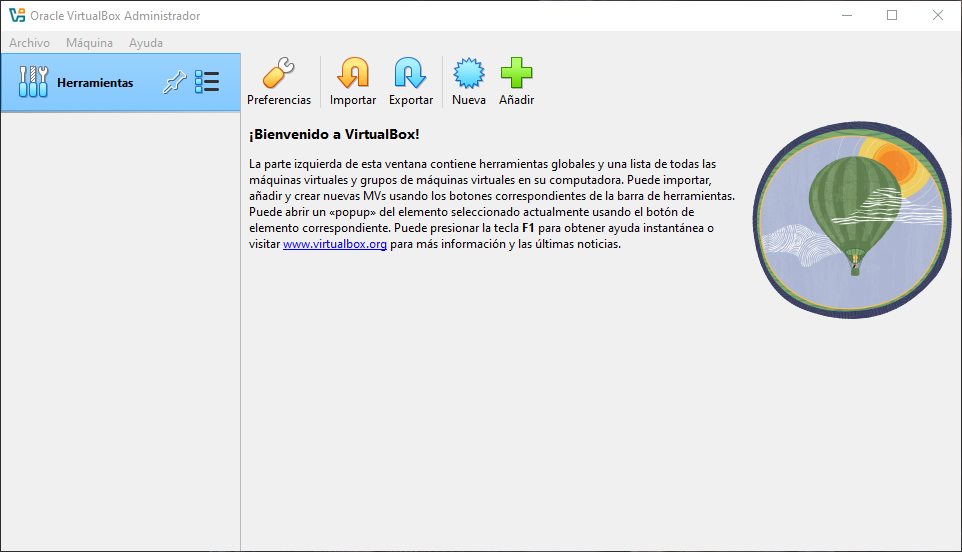 Oracle VirtualBox Administrador
Archivo Máquina Ayuda
Herramientas
Preferencias Importar Exportar Nueva Añadir
¡Bienvenido a VirtualBox!
La parte izquierda de esta ventana contiene herramientas globales y una lista de todas las
máquinas virtuales y grupos de máquinas virtuales en su computadora. Puede importar,
añadir y crear nuevas MVs usando los botones correspondientes de la barra de herramientas.
Puede abrir un «popup» del elemento seleccionado actualmente usando el botón de
elemento correspondiente. Puede presionar la tecla F1 para obtener ayuda instantánea o
visitar www.virtualbox.org para más información y las últimas noticias.